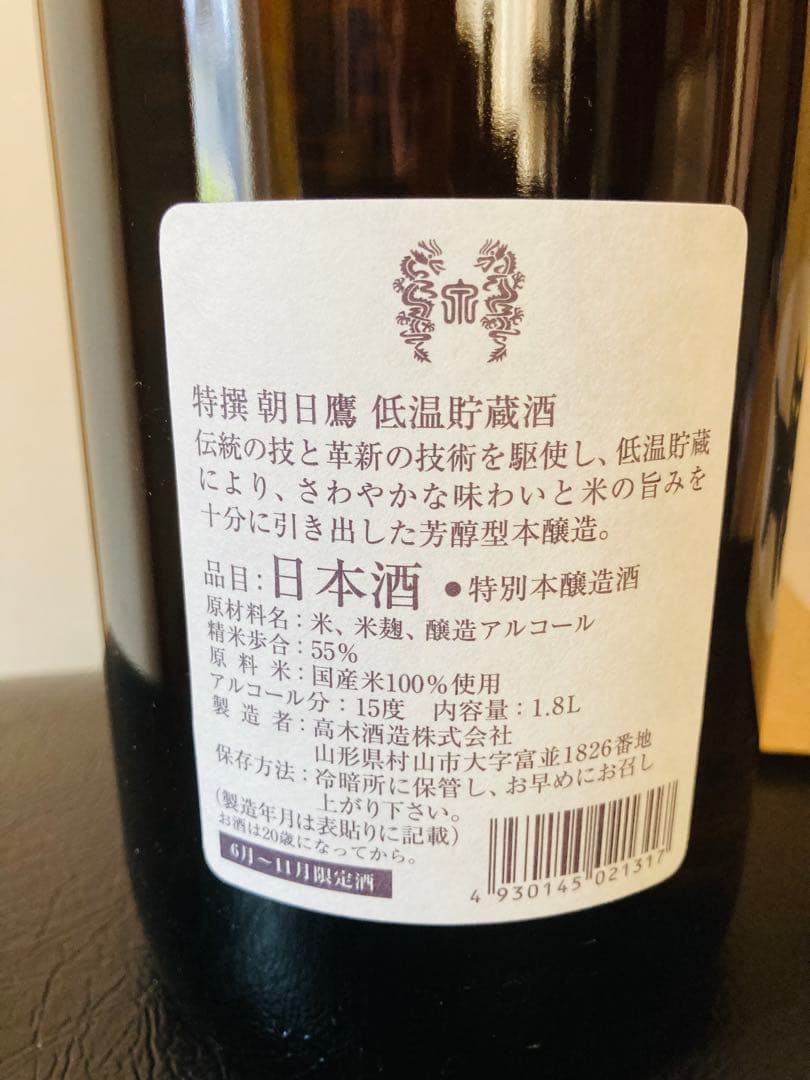 特撰 朝日鷹 低温貯蔵酒
伝統の技と革新の技術を駆使し、低温貯蔵
により、さわやかな味わいと米の旨みを
十分に引き出した芳醇型本醸造。
品目：日本酒 ●特別本醸造酒
原材料名：米、米麹、醸造アルコール
精米歩合：55％
原料米：国産米100％使用
アルコール分：15度 内容量：1.8L
製造者：高木酒造株式会社
山形県村山市大字富並1826番地
保存方法：冷暗所に保管し、お早めにお召し
上がり下さい。
（製造年月は表貼りに記載）
お酒は20歳になってから。
6月〜11月限定酒
4 930145 021317